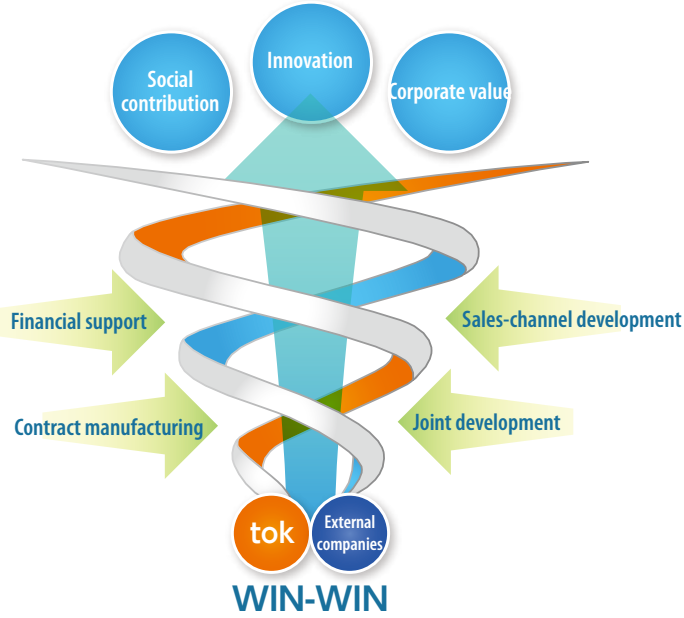 Innovation
Social
contribution
Corporate value
Financial support
Sales-channel development
Contract manufacturing
Joint development
tok
External
companies
WIN-WIN